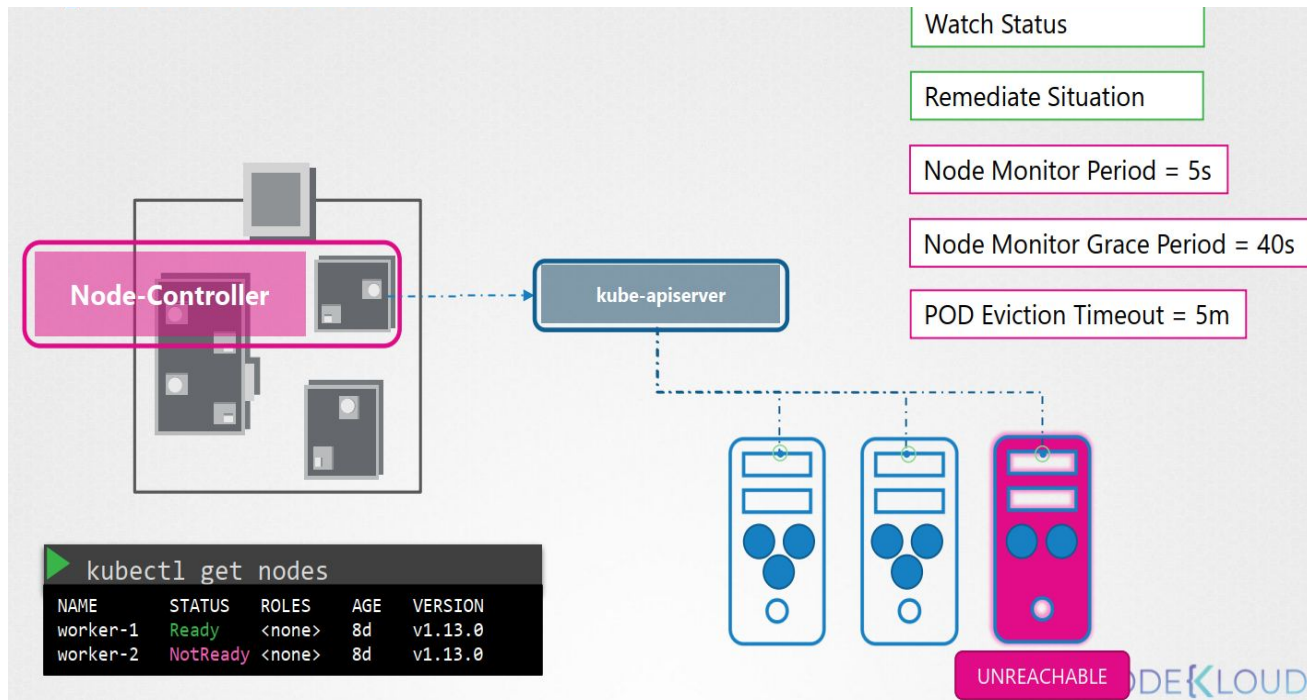 Watch Status
Remediate Situation
Node Monitor Period = 5s
Node Monitor Grace Period = 40s
POD Eviction Timeout = 5m
Node-Controller
kube-apiserver
kubectl get nodes
NAME STATUS ROLES AGE VERSION
worker-1 Ready <none> 8d v1.13.0
worker-2 NotReady <none> 8d v1.13.0
UNREACHABLE
ODEKLOUD